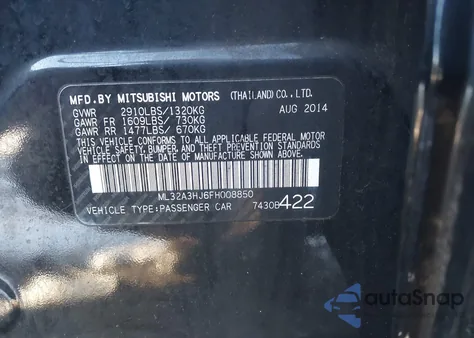 MFD.BY MITSUBISHI MOTORS (THAILAND) CO., LTD.
GVWR 2910LBS/1320KG AUG 2014
GAWR FR 1609LBS/ 730KG
GAWR RR 1477LBS/ 670KG
THIS VEHICLE CONFORMS TO ALL APPLICABLE FEDERAL MOTOR
VEHICLE SAFETY,BUMPER,AND THEFT PREVENTION STANDARDS
IN EFFECT ON THE DATE OF MANUFACTURE SHOWN ABOVE.
ML32A3HJ6FH008850
VEHICLE TYPE:PASSENGER CAR 7430B422
autoSnap